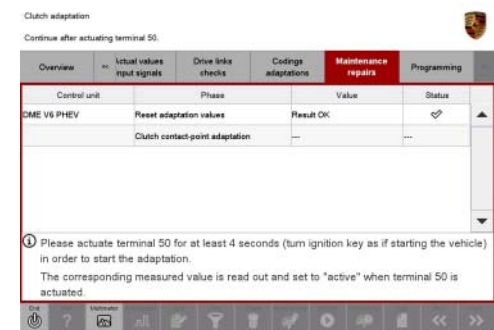 Clutch adaptation
Continue after actuating terminal 50.
Overview
<<
Actual values
input signals
Drive links
checks
Codings
adaptations
Maintenance
repairs
Programming
Control unit Phase Value Status
DME V6 PHEV Reset adaptation values Result OK
Clutch contact-point adaptation --- ---
Please actuate terminal 50 for at least 4 seconds (turn ignition key as if starting the vehicle)
in order to start the adaptation.
The corresponding measured value is read out and set to "active" when terminal 50 is
actuated.
End
?
Multimeter
<< >>